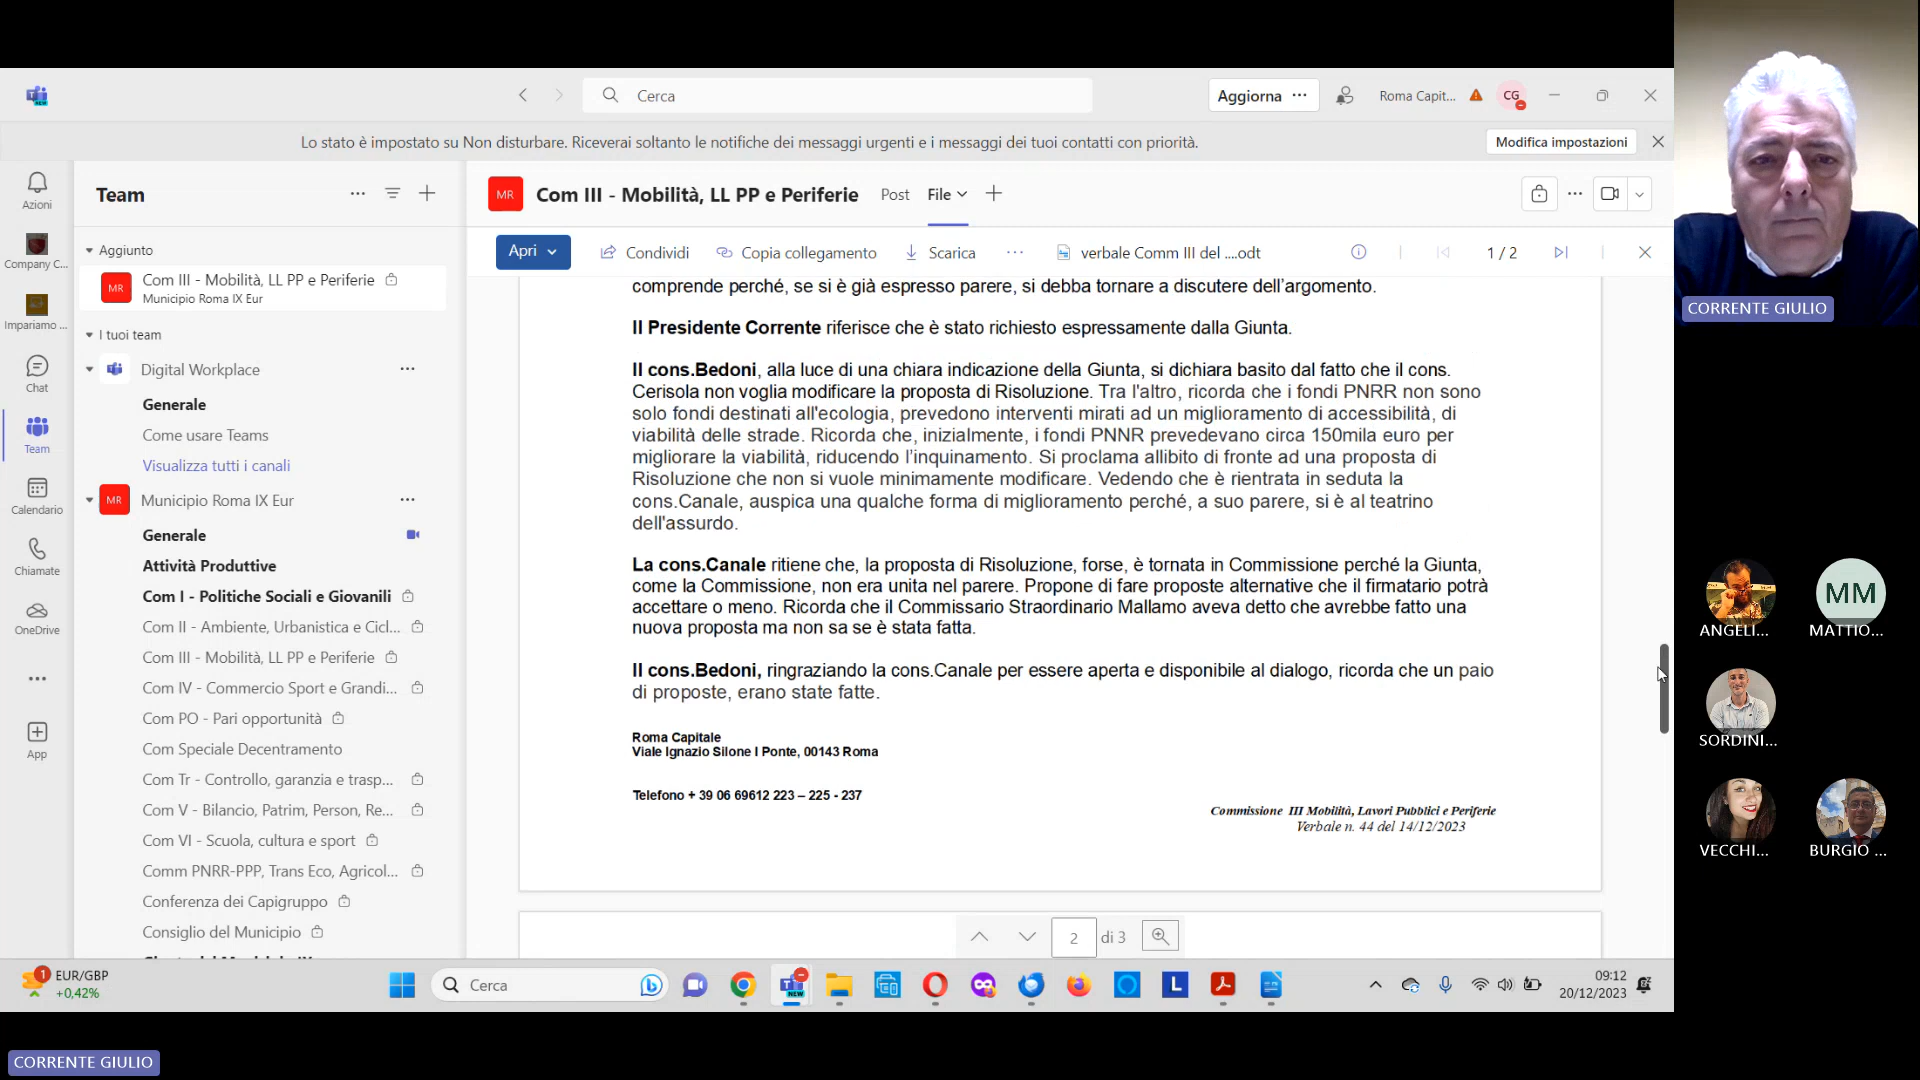 Cerca
Aggiorna
Roma Capit...
CG
Lo stato è impostato su Non disturbare. Riceverai soltanto le notifiche dei messaggi urgenti e i messaggi dei tuoi contatti con priorità.
Modifica impostazioni
Azioni
Company C...
Impariamo ...
Chat
Team
Calendario
Chiamate
OneDrive
App
Team
Aggiunto
MR
Com III - Mobilità, LL PP e Periferie
Municipio Roma IX Eur
I tuoi team
Digital Workplace
Generale
Come usare Teams
Visualizza tutti i canali
MR
Municipio Roma IX Eur
Generale
Attività Produttive
Com I - Politiche Sociali e Giovanili
Com II - Ambiente, Urbanistica e Cicl...
Com III - Mobilità, LL PP e Periferie
Com IV - Commercio Sport e Grandi...
Com PO - Pari opportunità
Com Speciale Decentramento
Com Tr - Controllo, garanzia e trasp...
Com V - Bilancio, Patrim, Person, Re...
Com VI - Scuola, cultura e sport
Comm PNRR-PPP, Trans Eco, Agricol...
Conferenza dei Capigruppo
Consiglio del Municipio
MR
Com III - Mobilità, LL PP e Periferie
Post
File
Apri
Condividi
Copia collegamento
Scarica
verbale Comm III del ....odt
1 / 2
comprende perché, se si è già espresso parere, si debba tornare a discutere dell'argomento.
Il Presidente Corrente riferisce che è stato richiesto espressamente dalla Giunta.
Il cons.Bedoni, alla luce di una chiara indicazione della Giunta, si dichiara basito dal fatto che il cons.
Cerisola non voglia modificare la proposta di Risoluzione. Tra l'altro, ricorda che i fondi PNRR non sono
solo fondi destinati all'ecologia, prevedono interventi mirati ad un miglioramento di accessibilità, di
viabilità delle strade. Ricorda che, inizialmente, i fondi PNNR prevedevano circa 150mila euro per
migliorare la viabilità, riducendo l'inquinamento. Si proclama allibito di fronte ad una proposta di
Risoluzione che non si vuole minimamente modificare. Vedendo che è rientrata in seduta la
cons.Canale, auspica una qualche forma di miglioramento perché, a suo parere, si è al teatrino
dell'assurdo.
La cons.Canale ritiene che, la proposta di Risoluzione, forse, è tornata in Commissione perché la Giunta,
come la Commissione, non era unita nel parere. Propone di fare proposte alternative che il firmatario potrà
accettare o meno. Ricorda che il Commissario Straordinario Mallamo aveva detto che avrebbe fatto una
nuova proposta ma non sa se è stata fatta.
Il cons.Bedoni, ringraziando la cons.Canale per essere aperta e disponibile al dialogo, ricorda che un paio
di proposte, erano state fatte.
Roma Capitale
Viale Ignazio Silone I Ponte, 00143 Roma
Telefono + 39 06 69612 223 – 225 - 237
Commissione III Mobilità, Lavori Pubblici e Periferie
Verbale n. 44 del 14/12/2023
2 di 3
1
EUR/GBP
+0,42%
Cerca
NEW
L
09:12
20/12/2023
CORRENTE GIULIO
ANGELI...
MM
MATTIO...
SORDINI...
VECCHI...
BURGIO ...
CORRENTE GIULIO